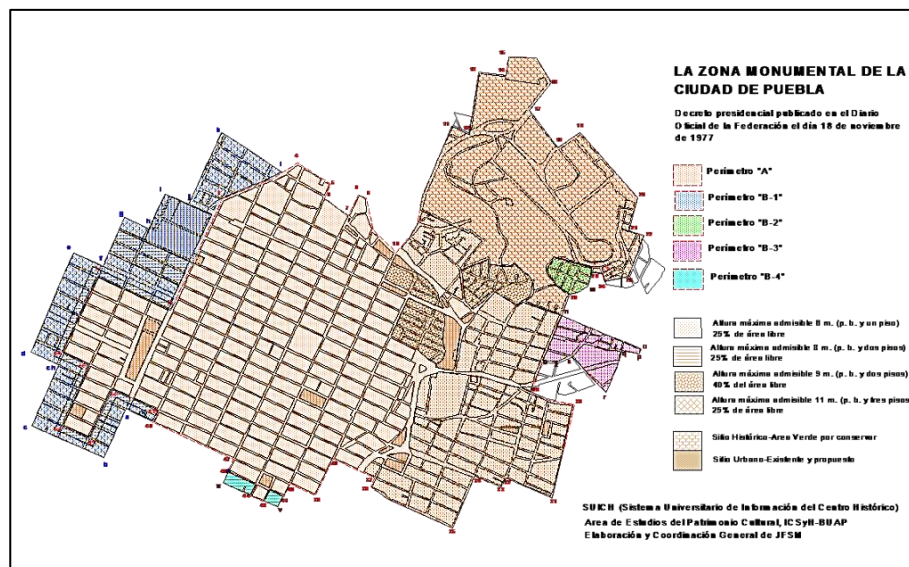 LA ZONA MONUMENTAL DE LA
CIUDAD DE PUEBLA
Decreto presidencial publicado en el Diario
Oficial de la Federación el día 18 de noviembre
de 1977
Perímetro "A"
Perímetro "B-1"
Perímetro "B-2"
Perímetro "B-3"
Perímetro "B-4"
Altura máxima admisible 6 m. (p. b. y un piso)
25% de área libre
Altura máxima admisible 8 m. (p. b. y dos pisos)
25% de área libre
Altura máxima admisible 9 m. (p. b. y dos pisos)
40% del área libre
Altura máxima admisible 11 m. (p. b. y tres pisos
25% de área libre
Sitio Histórico-Area Verde por conservar
Sitio Urbano-Existente y propuesto
SUICH (Sistema Universitario de Información del Centro Histórico)
Area de Estudios del Patrimonio Cultural, ICSyH-BUAP
Elaboración y Coordinación General de JFSM